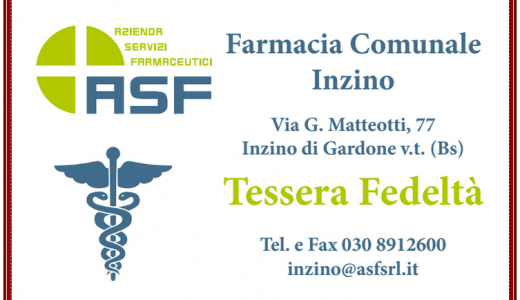 AZIENDA
SERVIZI
FARMACEUTICI
ASF
Farmacia Comunale
Inzino
Via G. Matteotti, 77
Inzino di Gardone v.t. (Bs)
Tessera Fedeltà
Tel. e Fax 030 8912600
inzino@asfsrl.it